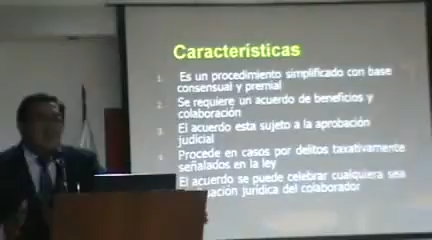 Características
1. Es un procedimiento simplificado con base
consensual y premial
2. Se requiere un acuerdo de beneficios y
colaboración
3. El acuerdo esta sujeto a la aprobación
judicial
4. Procede en casos por delitos taxativamente
señalados en la ley
El acuerdo se puede celebrar cualquiera sea
jurídica del colaborador